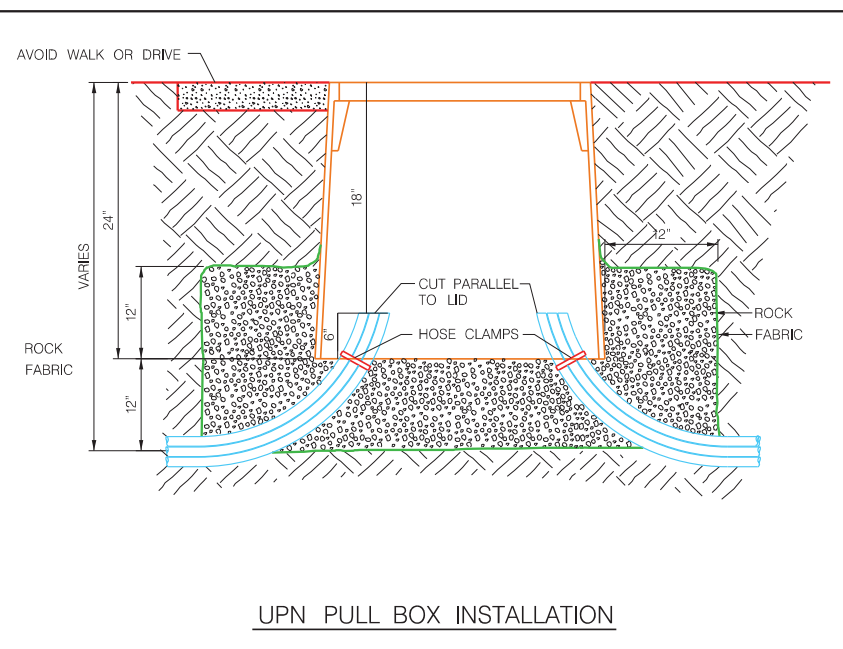 AVOID WALK OR DRIVE
18"
24"
VARIES
12"
12"
CUT PARALLEL
TO LID
6"
HOSE CLAMPS
ROCK
FABRIC
ROCK
FABRIC
12"
UPN PULL BOX INSTALLATION